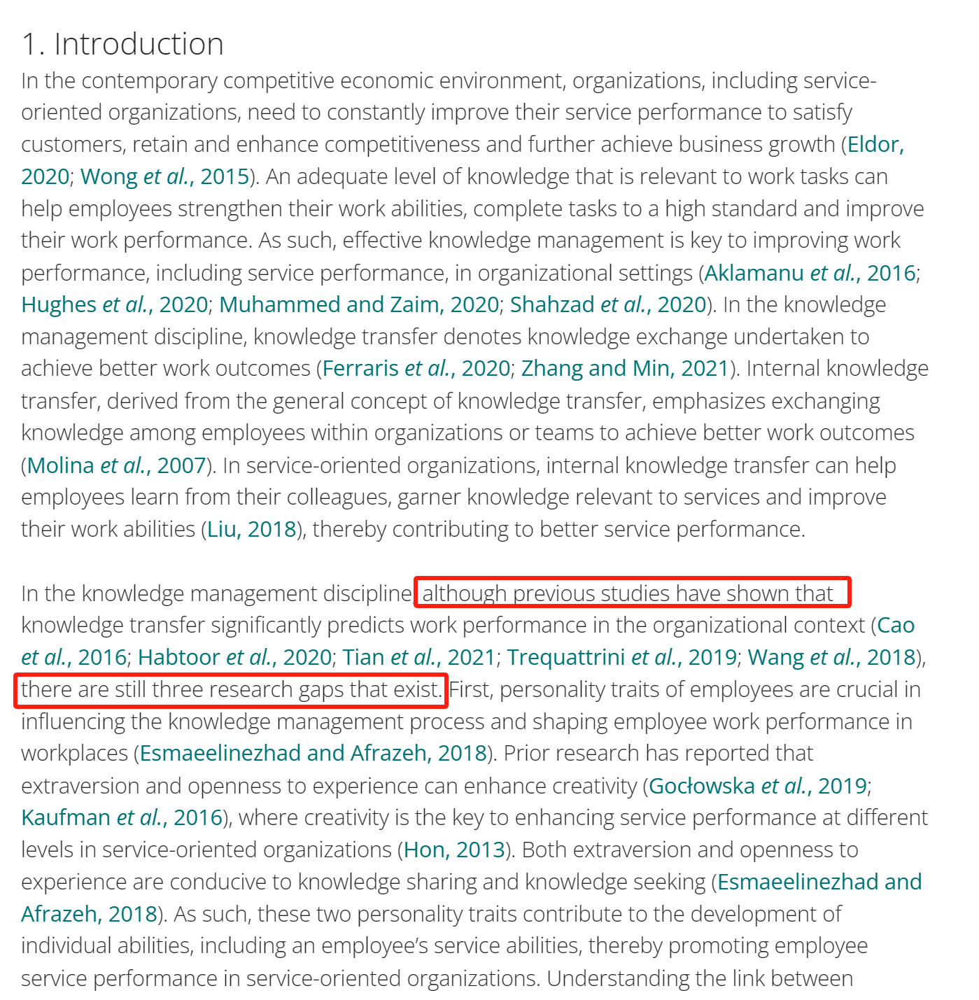 1. Introduction
In the contemporary competitive economic environment, organizations, including service-
oriented organizations, need to constantly improve their service performance to satisfy
customers, retain and enhance competitiveness and further achieve business growth (Eldor,
2020; Wong et al., 2015). An adequate level of knowledge that is relevant to work tasks can
help employees strengthen their work abilities, complete tasks to a high standard and improve
their work performance. As such, effective knowledge management is key to improving work
performance, including service performance, in organizational settings (Aklamanu et al., 2016;
Hughes et al., 2020; Muhammed and Zaim, 2020; Shahzad et al., 2020). In the knowledge
management discipline, knowledge transfer denotes knowledge exchange undertaken to
achieve better work outcomes (Ferraris et al., 2020; Zhang and Min, 2021). Internal knowledge
transfer, derived from the general concept of knowledge transfer, emphasizes exchanging
knowledge among employees within organizations or teams to achieve better work outcomes
(Molina et al., 2007). In service-oriented organizations, internal knowledge transfer can help
employees learn from their colleagues, garner knowledge relevant to services and improve
their work abilities (Liu, 2018), thereby contributing to better service performance.
In the knowledge management discipline, although previous studies have shown that
knowledge transfer significantly predicts work performance in the organizational context (Cao
et al., 2016; Habtoor et al., 2020; Tian et al., 2021; Trequattrini et al., 2019; Wang et al., 2018),
there are still three research gaps that exist. First, personality traits of employees are crucial in
influencing the knowledge management process and shaping employee work performance in
workplaces (Esmaeelinezhad and Afrazeh, 2018). Prior research has reported that
extraversion and openness to experience can enhance creativity (Gocłowska et al., 2019;
Kaufman et al., 2016), where creativity is the key to enhancing service performance at different
levels in service-oriented organizations (Hon, 2013). Both extraversion and openness to
experience are conducive to knowledge sharing and knowledge seeking (Esmaeelinezhad and
Afrazeh, 2018). As such, these two personality traits contribute to the development of
individual abilities, including an employee’s service abilities, thereby promoting employee
service performance in service-oriented organizations. Understanding the link between